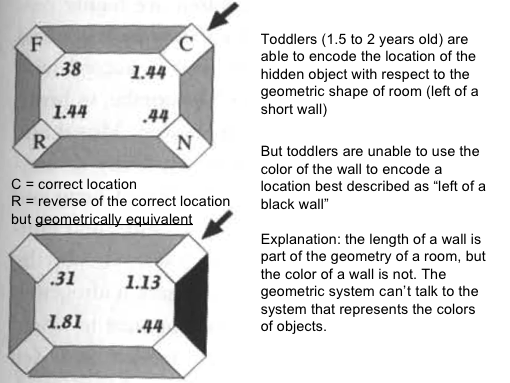 F
C
.38
1.44
1.44
.44
R
N
C = correct location
R = reverse of the correct location
but geometrically equivalent
.31
1.13
1.81
.44
Toddlers (1.5 to 2 years old) are
able to encode the location of the
hidden object with respect to the
geometric shape of room (left of a
short wall)
But toddlers are unable to use the
color of the wall to encode a
location best described as “left of a
black wall”
Explanation: the length of a wall is
part of the geometry of a room, but
the color of a wall is not. The
geometric system can’t talk to the
system that represents the colors
of objects.